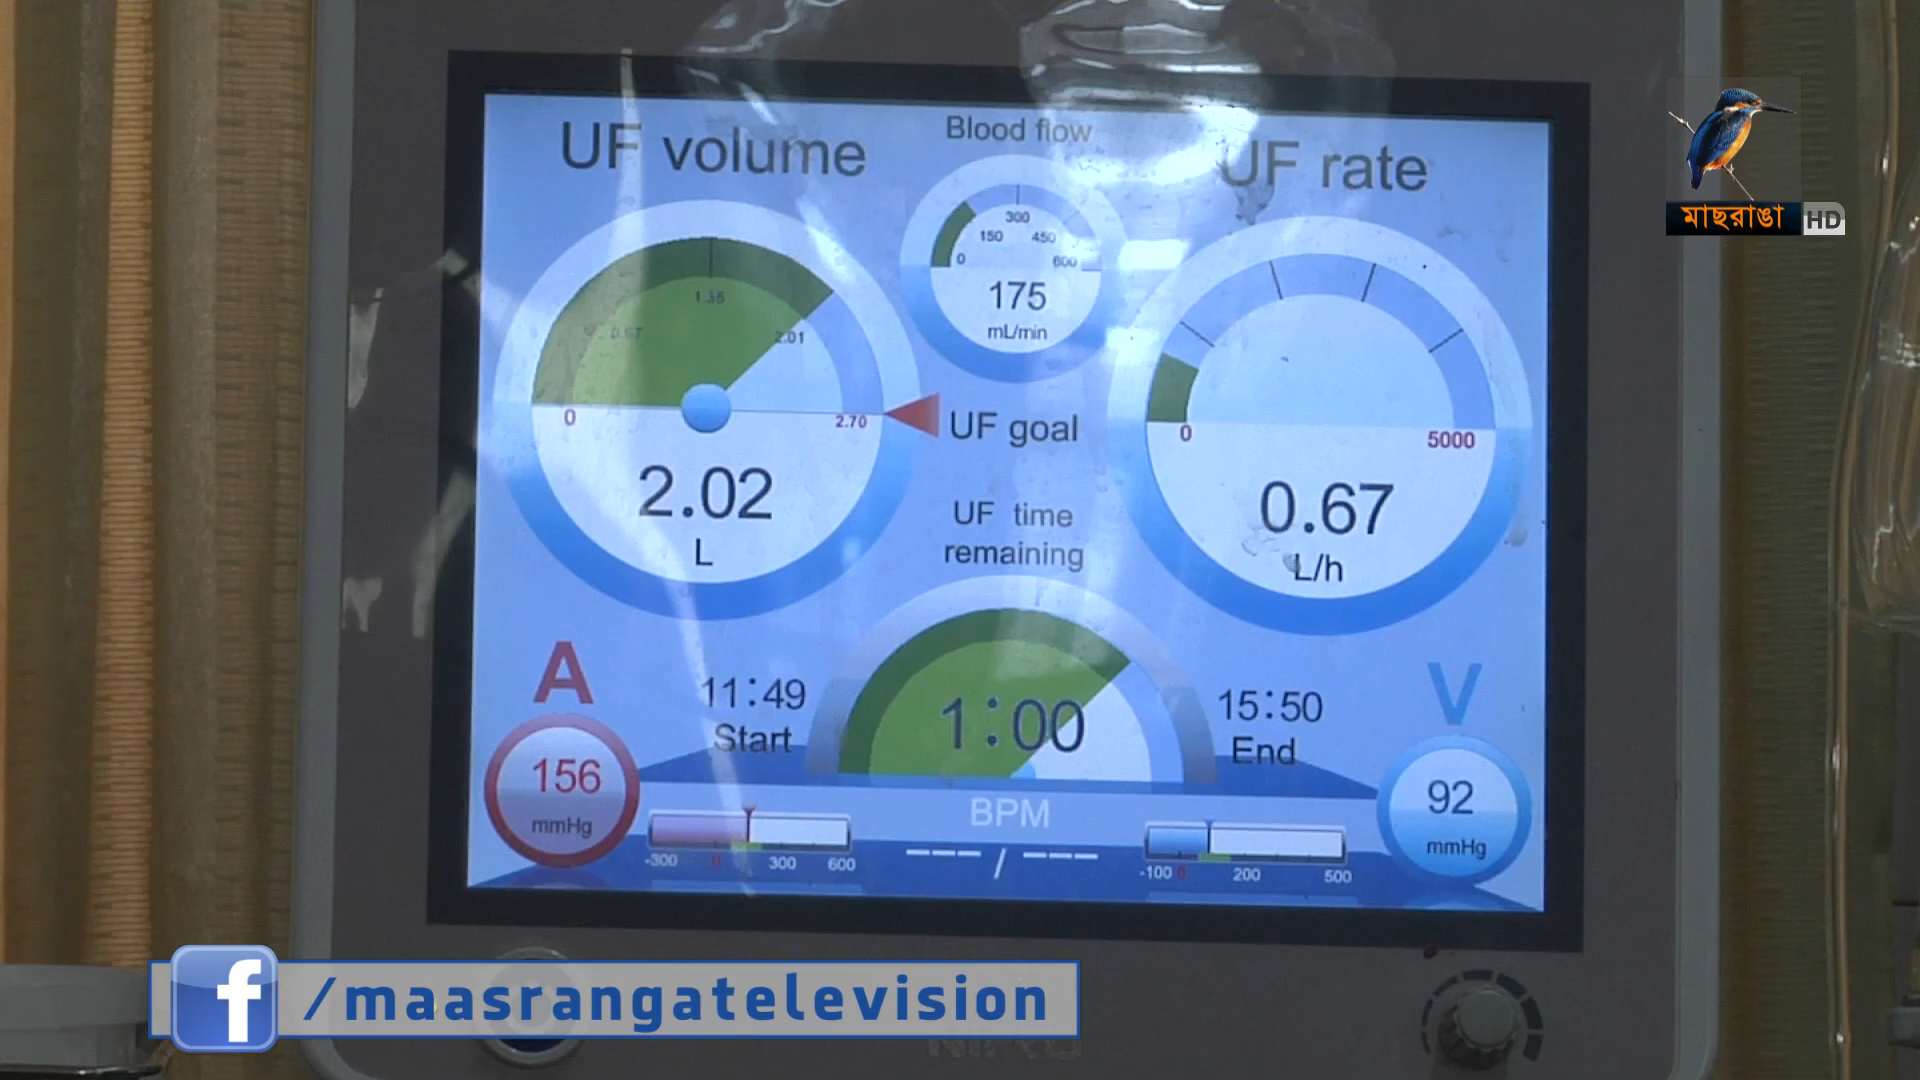 UF volume
Blood flow
UF rate
মাছরাঙা HD
300
150 450
0 600
175
mL/min
1.35
0.67
2.01
0
2.70
UF goal
0
5000
2.02
L
UF time
remaining
0.67
L/h
A
11:49
Start
1:00
15:50
End
V
156
mmHg
BPM
92
mmHg
-300 0 300 600
---/---
-100 0 200 500
f /maasrangatelevision